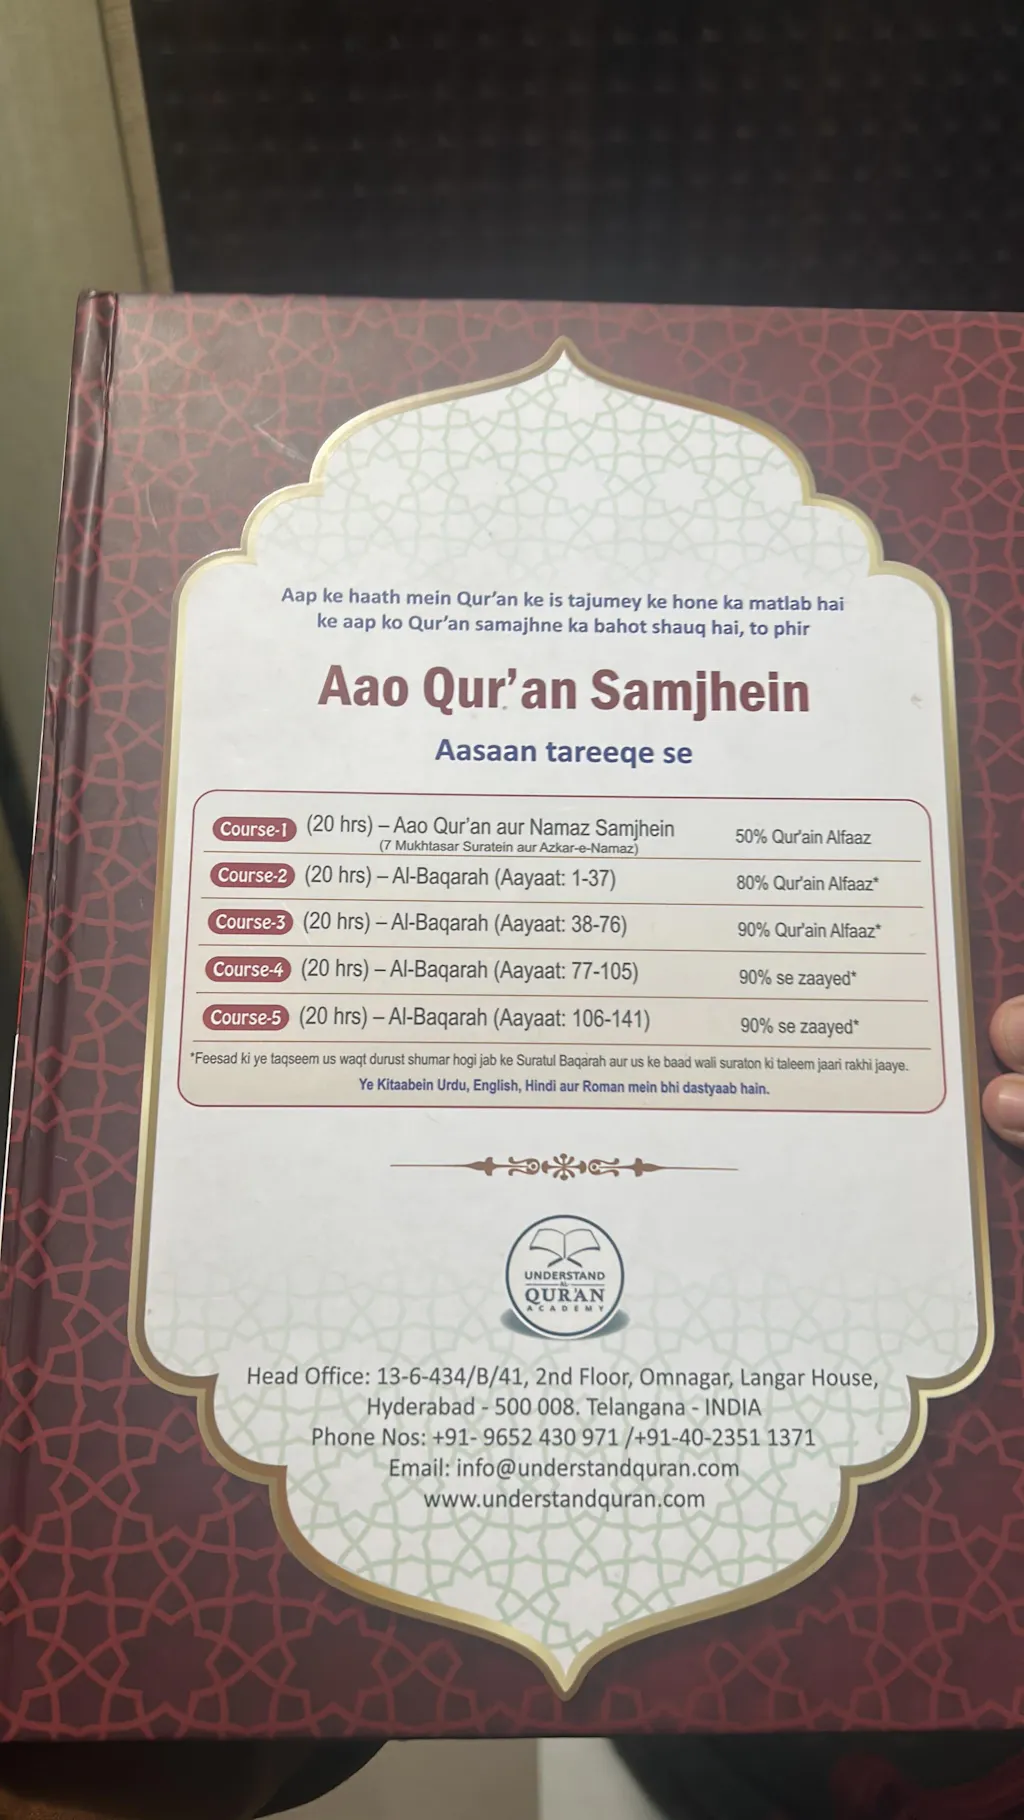 Aap ke haath mein Qur'an ke is tajumey ke hone ka matlab hai
ke aap ko Qur'an samajhne ka bahot shauq hai, to phir
Aao Qur'an Samjhein
Aasaan tareeqe se
Course-1 (20 hrs) – Aao Qur'an aur Namaz Samjhein 50% Qur'ain Alfaaz
(7 Mukhtasar Suratein aur Azkar-e-Namaz)
Course-2 (20 hrs) – Al-Baqarah (Aayaat: 1-37) 80% Qur'ain Alfaaz*
Course-3 (20 hrs) – Al-Baqarah (Aayaat: 38-76) 90% Qur'ain Alfaaz*
Course-4 (20 hrs) – Al-Baqarah (Aayaat: 77-105) 90% se zaayed*
Course-5 (20 hrs) – Al-Baqarah (Aayaat: 106-141) 90% se zaayed*
*Feesad ki ye taqseem us waqt durust shumar hogi jab ke Suratul Baqarah aur us ke baad wali suraton ki taleem jaari rakhi jaaye.
Ye Kitaabein Urdu, English, Hindi aur Roman mein bhi dastyaab hain.
UNDERSTAND
AL
QUR'AN
ACADEMY
Head Office: 13-6-434/B/41, 2nd Floor, Omnagar, Langar House,
Hyderabad - 500 008. Telangana - INDIA
Phone Nos: +91- 9652 430 971 /+91-40-2351 1371
Email: info@understandquran.com
www.understandquran.com